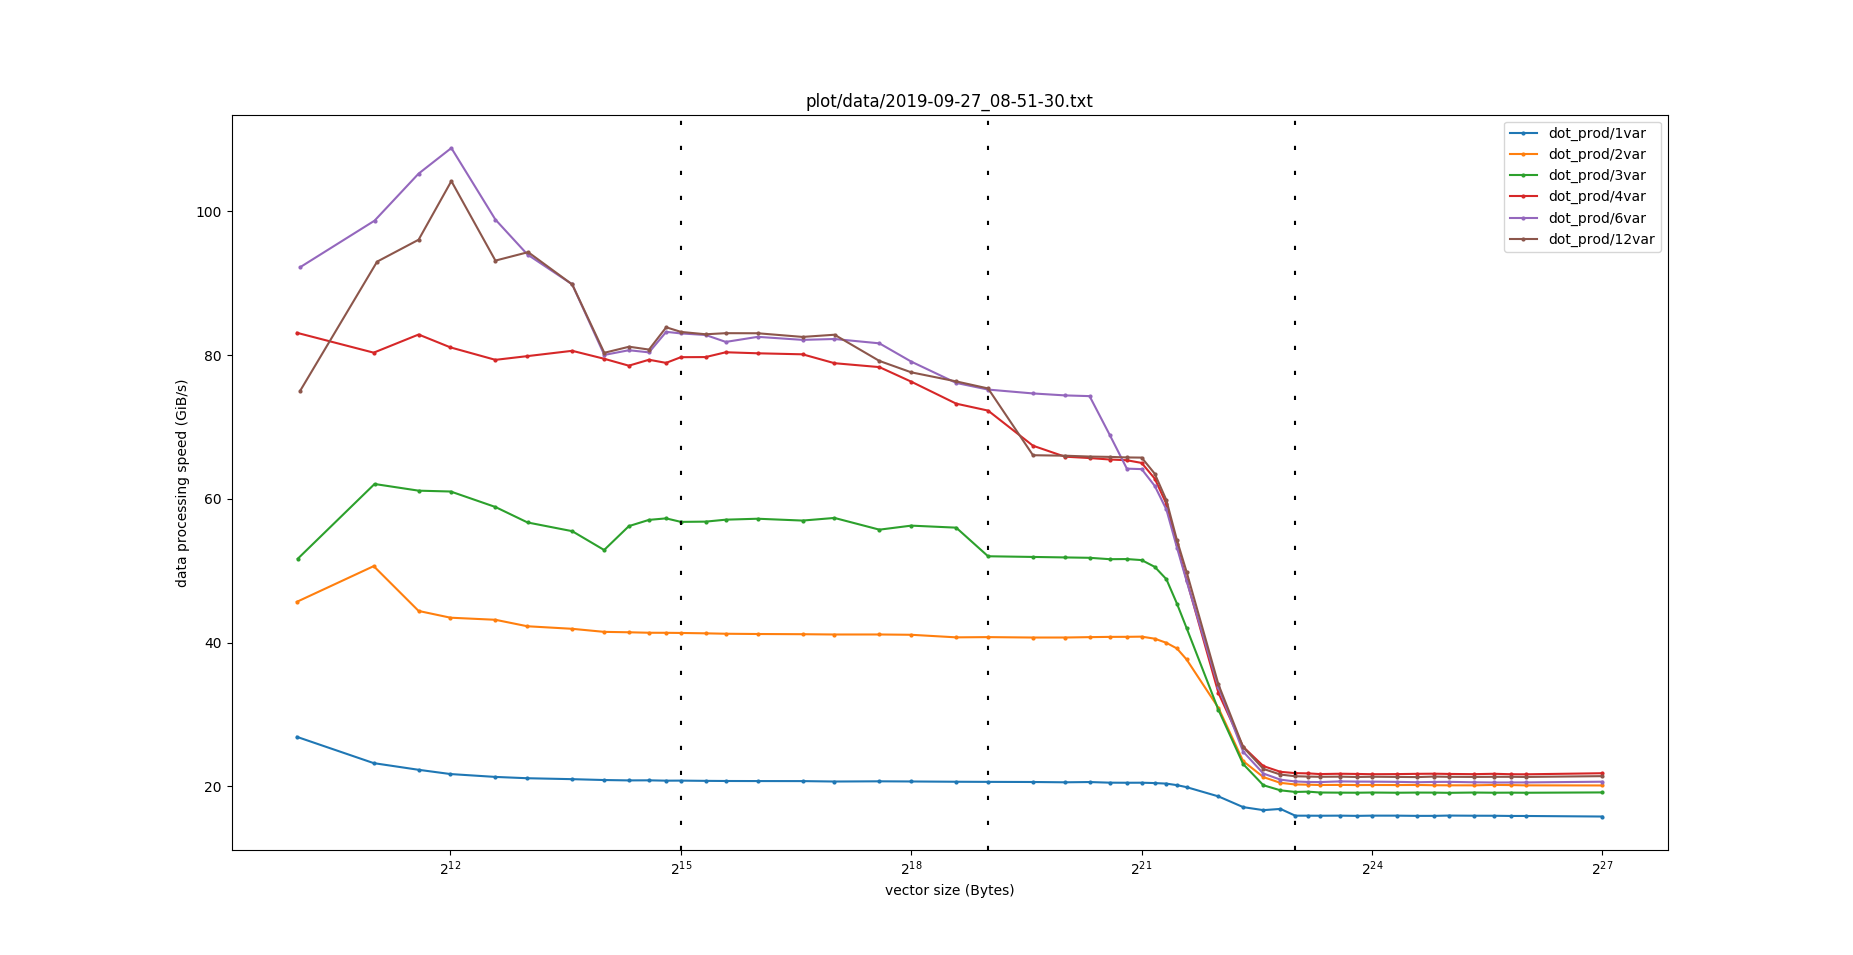 plot/data/2019-09-27_08-51-30.txt
dot_prod/1var
dot_prod/2var
dot_prod/3var
dot_prod/4var
dot_prod/6var
dot_prod/12var
data processing speed (GiB/s)
100
80
60
40
20
2^12 2^15 2^18 2^21 2^24 2^27
vector size (Bytes)